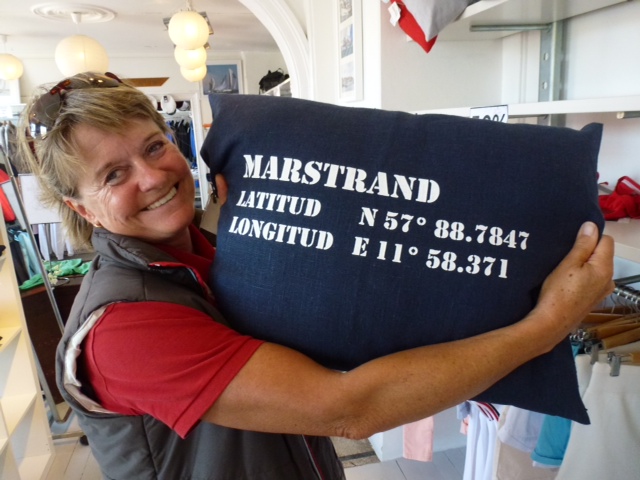 MARSTRAND
LATITUD N 57° 88.7847
LONGITUD E 11° 58.371